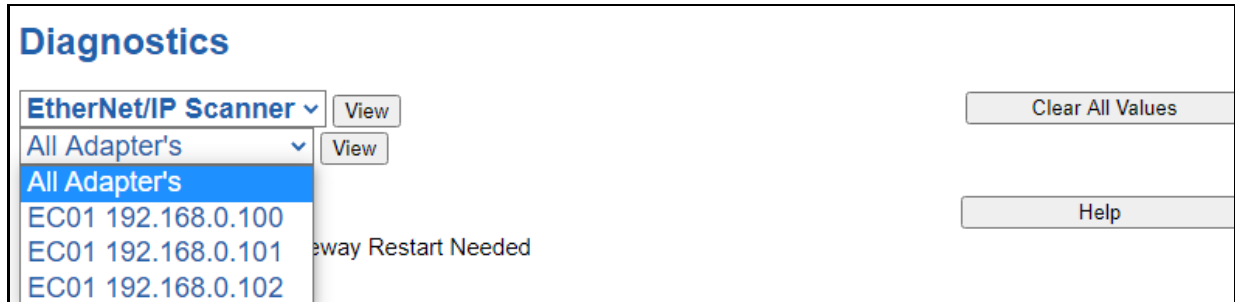 Diagnostics
EtherNet/IP Scanner View Clear All Values
All Adapter's View
All Adapter's
EC01 192.168.0.100 Help
EC01 192.168.0.101 eway Restart Needed
EC01 192.168.0.102